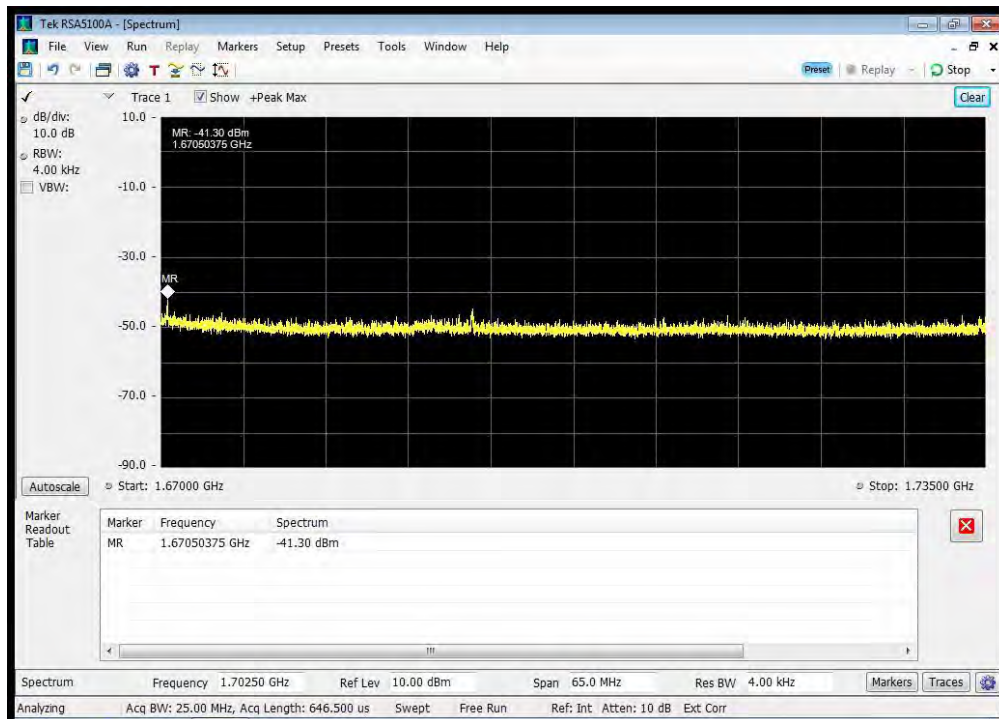 Tek RSA5100A - [Spectrum]
File View Run Replay Markers Setup Presets Tools Window Help
Preset Replay Stop
Trace 1 Show +Peak Max Clear
dB/div:
10.0 dB
RBW:
4.00 kHz
VBW:
10.0
MR: -41.30 dBm
1.67050375 GHz
-10.0
-30.0
MR
-50.0
-70.0
-90.0
Autoscale Start: 1.67000 GHz Stop: 1.73500 GHz
Marker
Readout
Table
Marker Frequency Spectrum
MR 1.67050375 GHz -41.30 dBm
Spectrum Frequency 1.70250 GHz Ref Lev 10.00 dBm Span 65.0 MHz Res BW 4.00 kHz Markers Traces
Analyzing Acq BW: 25.00 MHz, Acq Length: 646.500 us Swept Free Run Ref: Int Atten: 10 dB Ext Corr